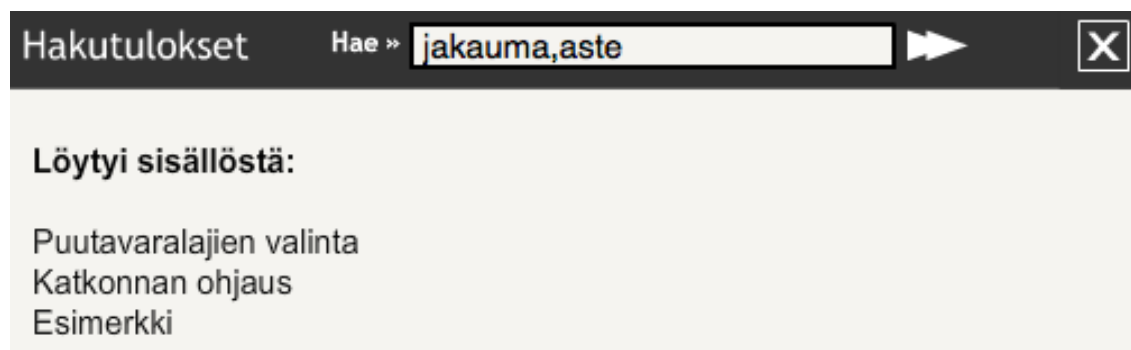 Hakutulokset Hae » jakauma,aste X
Löytyi sisällöstä:
Puutavaralajien valinta
Katkonnan ohjaus
Esimerkki